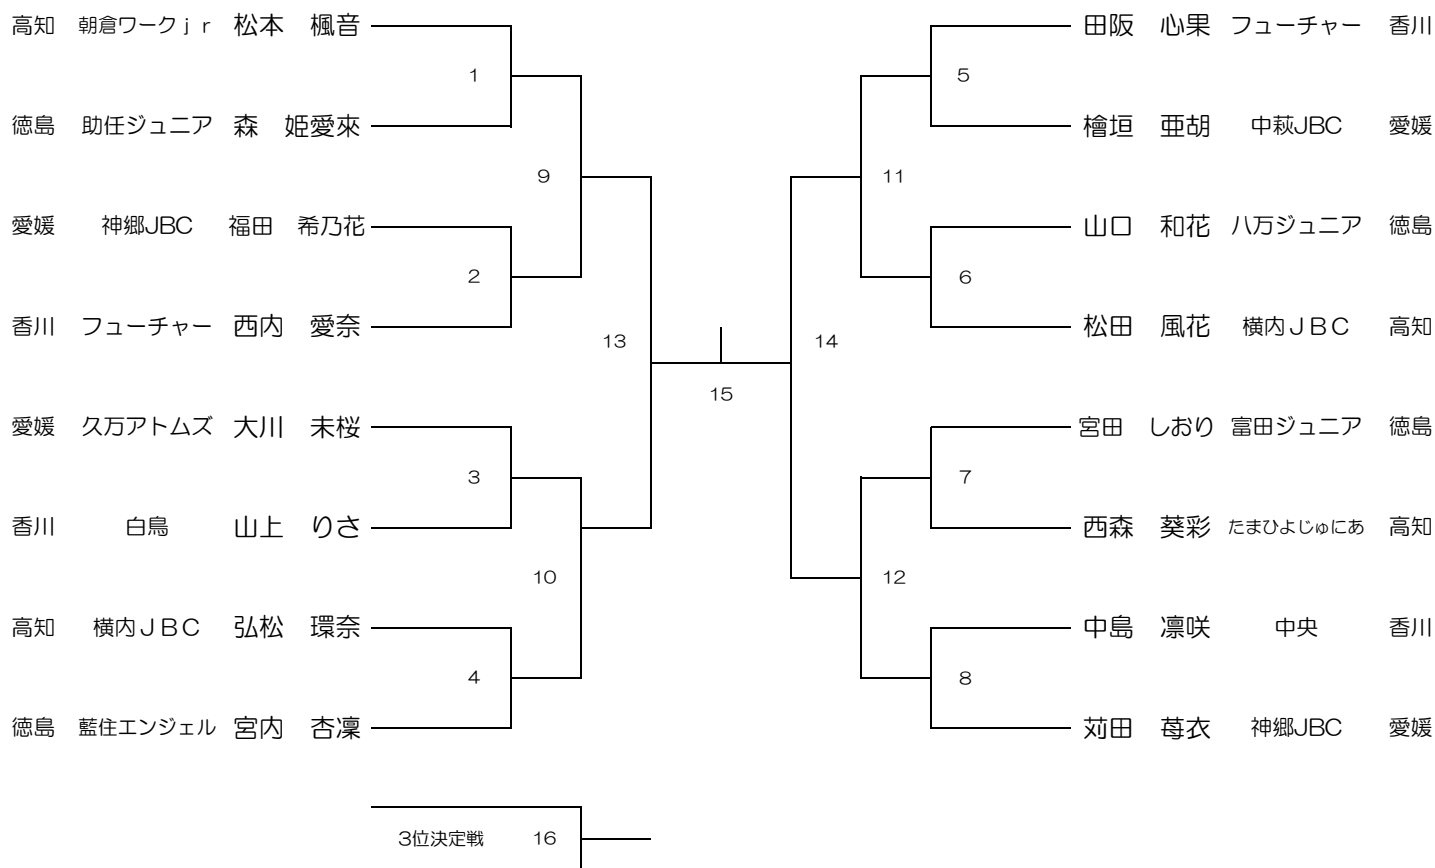 高知　朝倉ワークｊｒ　松本　楓音　田阪　心果　フューチャー　香川
1　5
徳島　助任ジュニア　森　姫愛來　檜垣　亜胡　中萩JBC　愛媛
9　11
愛媛　神郷JBC　福田　希乃花　山口　和花　八万ジュニア　徳島
2　6
香川　フューチャー　西内　愛奈　松田　風花　横内ＪＢＣ　高知
13　14
15
愛媛　久万アトムズ　大川　未桜　宮田　しおり　富田ジュニア　徳島
3　7
香川　白鳥　山上　りさ　西森　葵彩　たまひよじゅにあ　高知
10　12
高知　横内ＪＢＣ　弘松　環奈　中島　凛咲　中央　香川
4　8
徳島　藍住エンジェル　宮内　杏凜　苅田　苺衣　神郷JBC　愛媛
3位決定戦　16